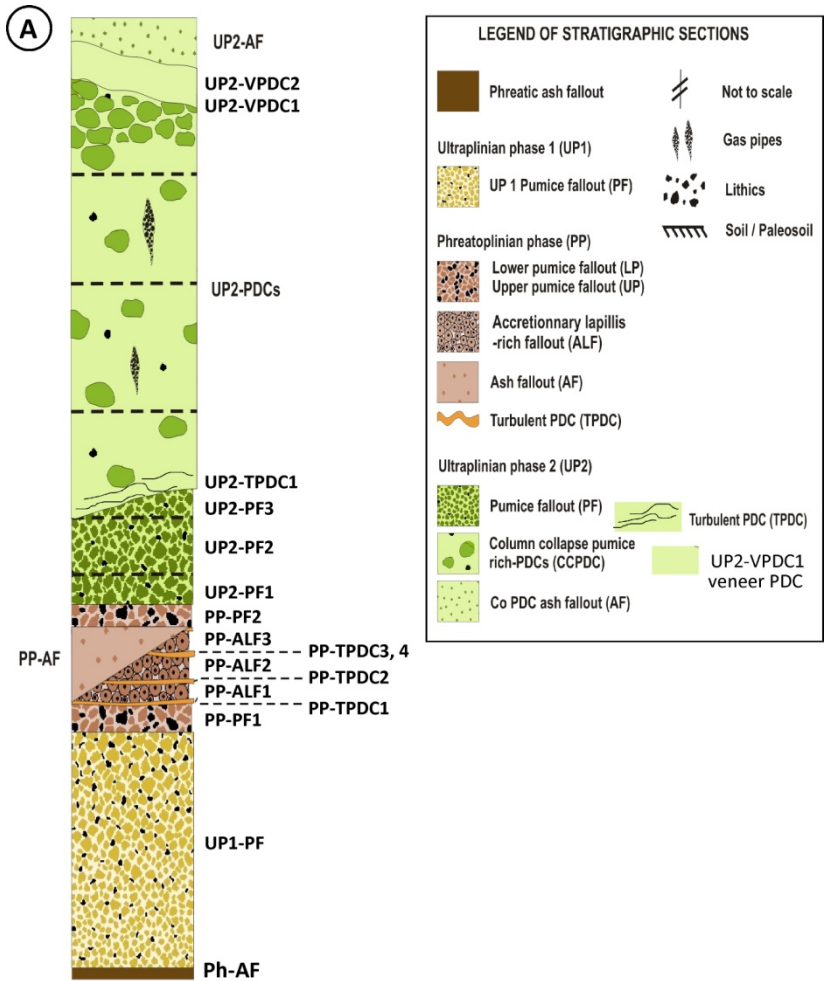 A
UP2-AF
UP2-VPDC2
UP2-VPDC1
UP2-PDCs
UP2-TPDC1
UP2-PF3
UP2-PF2
UP2-PF1
PP-PF2
PP-ALF3
PP-AF
PP-TPDC3, 4
PP-ALF2
PP-TPDC2
PP-ALF1
PP-TPDC1
PP-PF1
UP1-PF
Ph-AF
LEGEND OF STRATIGRAPHIC SECTIONS
Phreatic ash fallout
Ultraplinian phase 1 (UP1)
UP 1 Pumice fallout (PF)
Phreatoplinian phase (PP)
Lower pumice fallout (LP)
Upper pumice fallout (UP)
Accretionnary lapillis
-rich fallout (ALF)
Ash fallout (AF)
Turbulent PDC (TPDC)
Ultraplinian phase 2 (UP2)
Pumice fallout (PF)
Column collapse pumice
rich-PDCs (CCPDC)
Co PDC ash fallout (AF)
Not to scale
Gas pipes
Lithics
Soil / Paleosoil
Turbulent PDC (TPDC)
UP2-VPDC1
veneer PDC